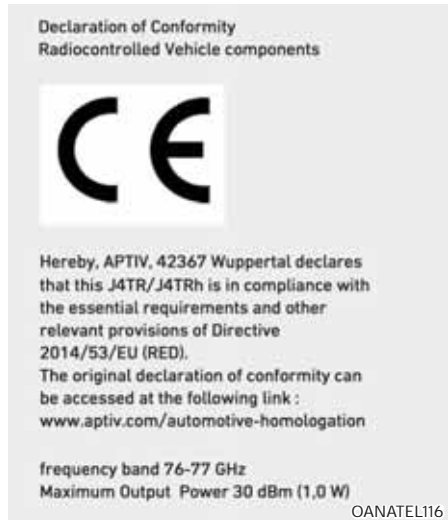 Declaration of Conformity
Radiocontrolled Vehicle components
CE
Hereby, APTIV, 42367 Wuppertal declares
that this J4TR/J4TRh is in compliance with
the essential requirements and other
relevant provisions of Directive
2014/53/EU (RED).
The original declaration of conformity can
be accessed at the following link :
www.aptiv.com/automotive-homologation
frequency band 76-77 GHz
Maximum Output Power 30 dBm (1,0 W)
OANATEL116